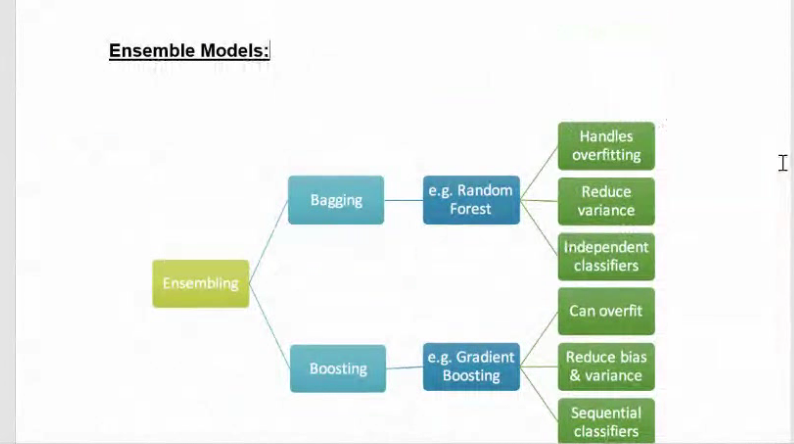 Ensemble Models:
Handles
overfitting
Bagging
e.g. Random
Forest
Reduce
variance
Independent
classifiers
Ensembling
Can overfit
Boosting
e.g. Gradient
Boosting
Reduce bias
& variance
Sequential
classifiers